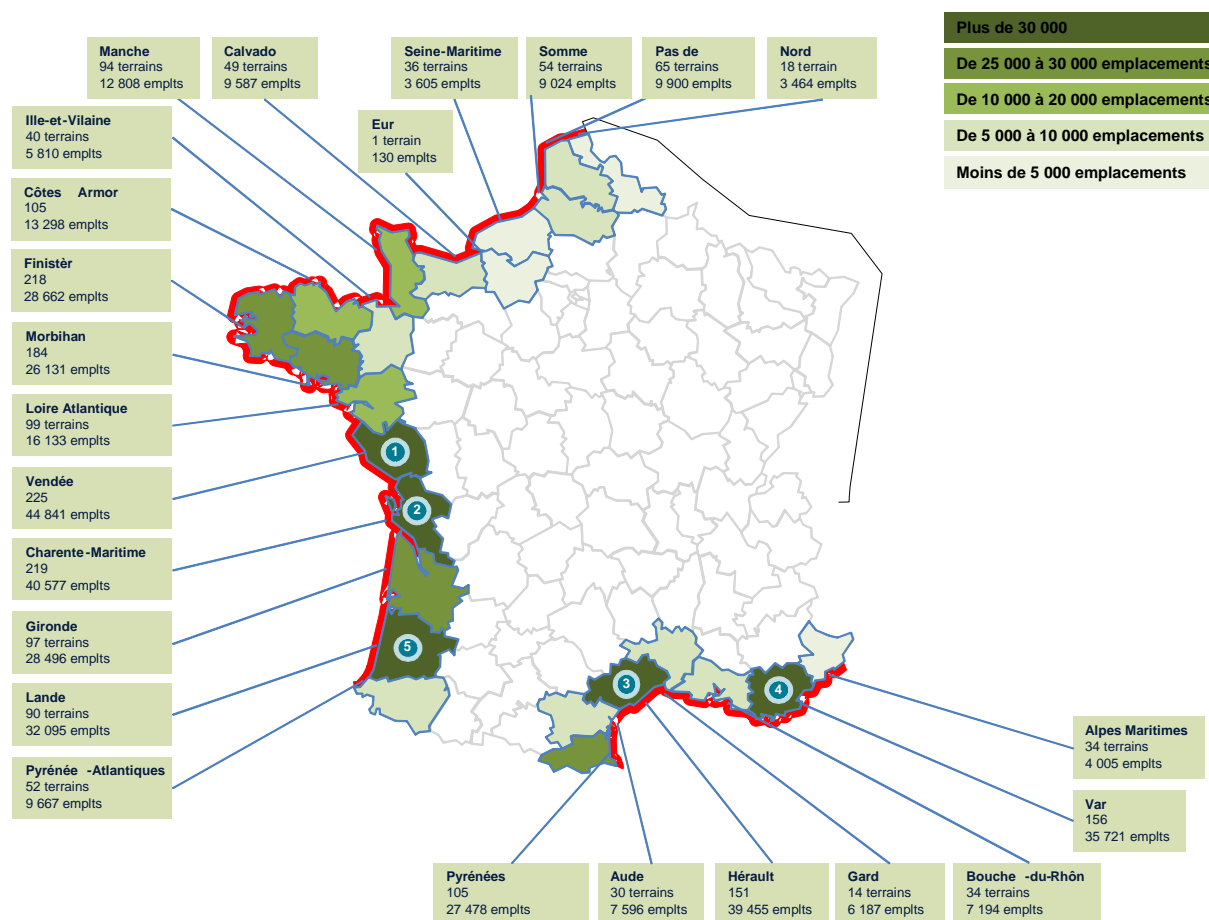 Plus de 30 000
De 25 000 à 30 000 emplacements
De 10 000 à 20 000 emplacements
De 5 000 à 10 000 emplacements
Moins de 5 000 emplacements
Manche
94 terrains
12 808 emplts
Calvado
49 terrains
9 587 emplts
Seine-Maritime
36 terrains
3 605 emplts
Somme
54 terrains
9 024 emplts
Pas de
65 terrains
9 900 emplts
Nord
18 terrain
3 464 emplts
Eur
1 terrain
130 emplts
Ille-et-Vilaine
40 terrains
5 810 emplts
Côtes Armor
105
13 298 emplts
Finistèr
218
28 662 emplts
Morbihan
184
26 131 emplts
Loire Atlantique
99 terrains
16 133 emplts
Vendée
225
44 841 emplts
Charente-Maritime
219
40 577 emplts
Gironde
97 terrains
28 496 emplts
Lande
90 terrains
32 095 emplts
Pyrénée -Atlantiques
52 terrains
9 667 emplts
1
2
5
3
4
Alpes Maritimes
34 terrains
4 005 emplts
Var
156
35 721 emplts
Pyrénées
105
27 478 emplts
Aude
30 terrains
7 596 emplts
Hérault
151
39 455 emplts
Gard
14 terrains
6 187 emplts
Bouche -du-Rhôn
34 terrains
7 194 emplts